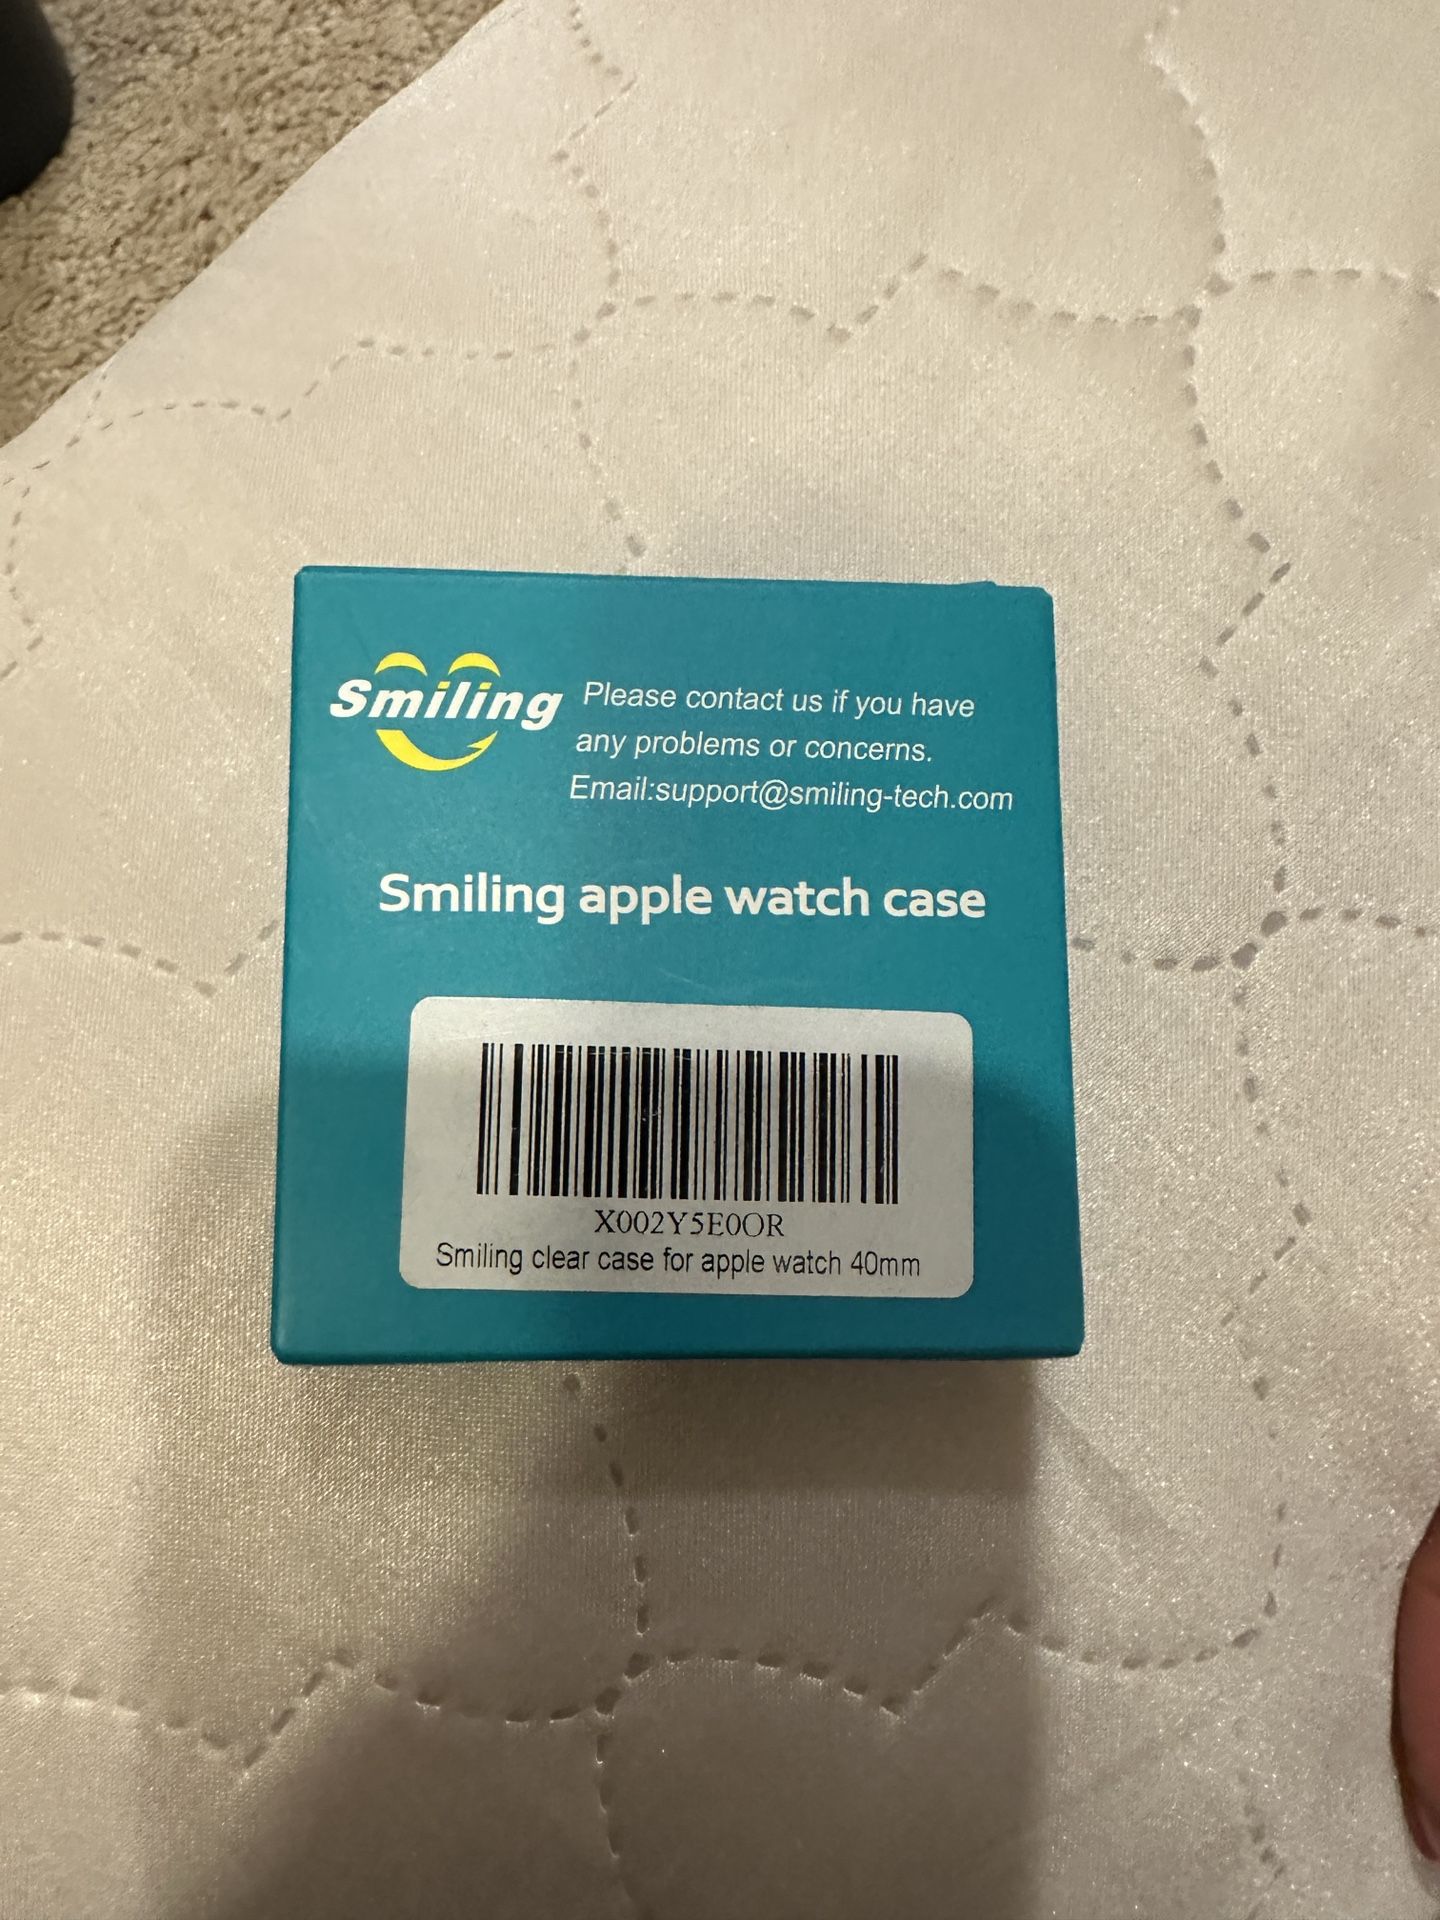 Smiling
Please contact us if you have
any problems or concerns.
Email:support@smiling-tech.com
Smiling apple watch case
X002Y5E0OR
Smiling clear case for apple watch 40mm